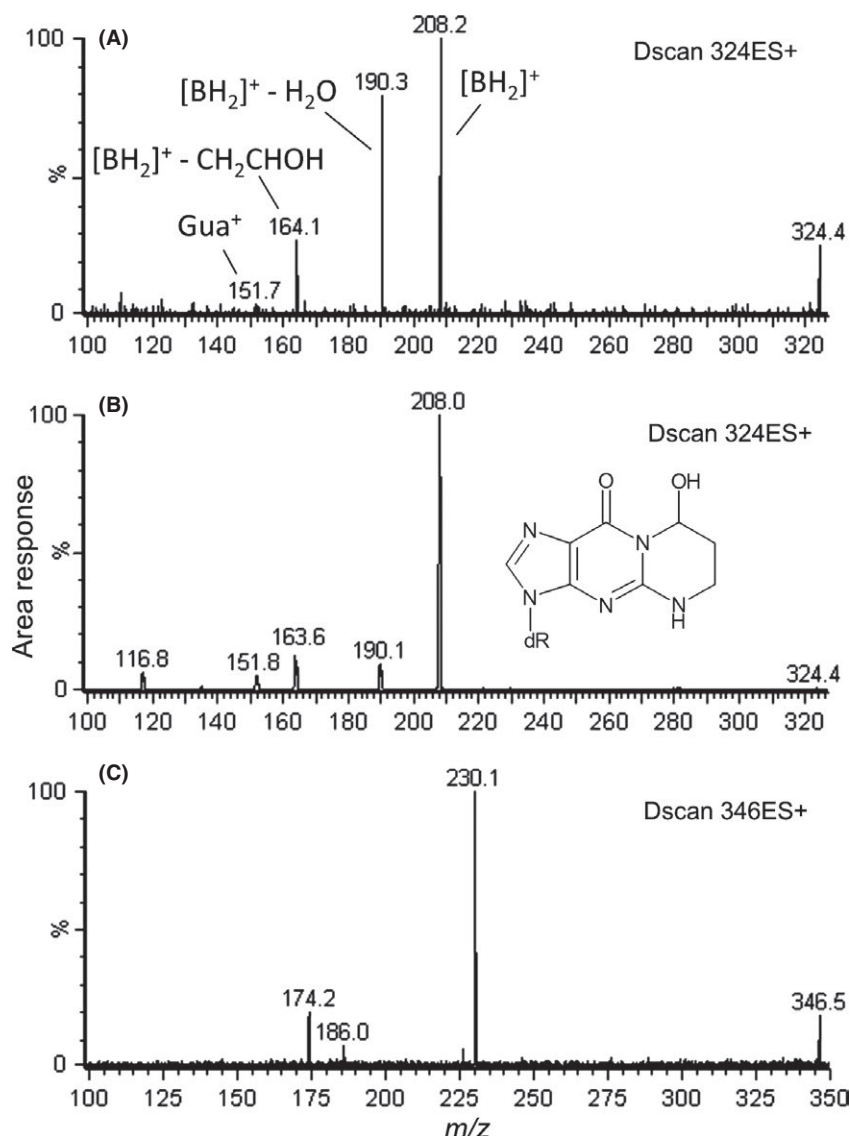 (A)
100
208.2
Dscan 324ES+
190.3
[BH₂]⁺ - H₂O
[BH₂]⁺
[BH₂]⁺ - CH₂CHOH
%
Gua⁺
164.1
324.4
151.7
0
100 120 140 160 180 200 220 240 260 280 300 320
(B)
100
208.0
Dscan 324ES+
O
OH
N
N
N
N
N
H
dR
Area response
%
116.8
151.8
163.6
190.1
324.4
0
100 120 140 160 180 200 220 240 260 280 300 320
(C)
100
230.1
Dscan 346ES+
%
174.2
186.0
346.5
0
100 125 150 175 200 225 250 275 300 325 350
m/z